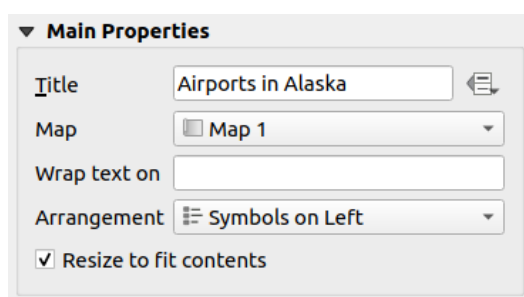 Main Properties
Title Airports in Alaska
Map Map 1
Wrap text on
Arrangement Symbols on Left
Resize to fit contents